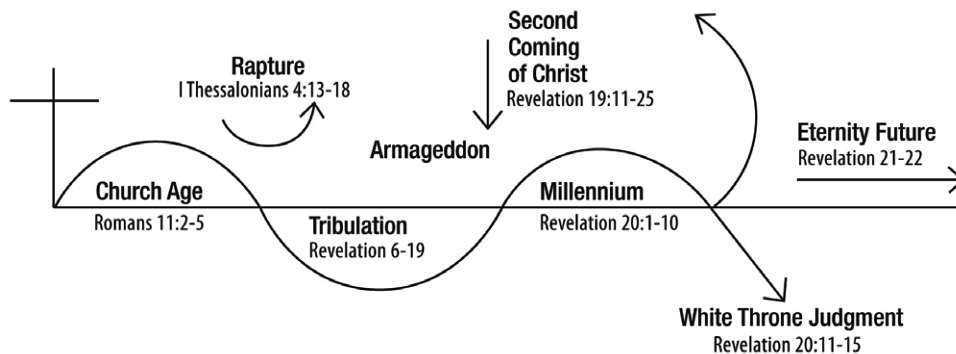 Rapture
I Thessalonians 4:13-18
Second
Coming
of Christ
Revelation 19:11-25
Armageddon
Eternity Future
Revelation 21-22
Church Age
Romans 11:2-5
Tribulation
Revelation 6-19
Millennium
Revelation 20:1-10
White Throne Judgment
Revelation 20:11-15